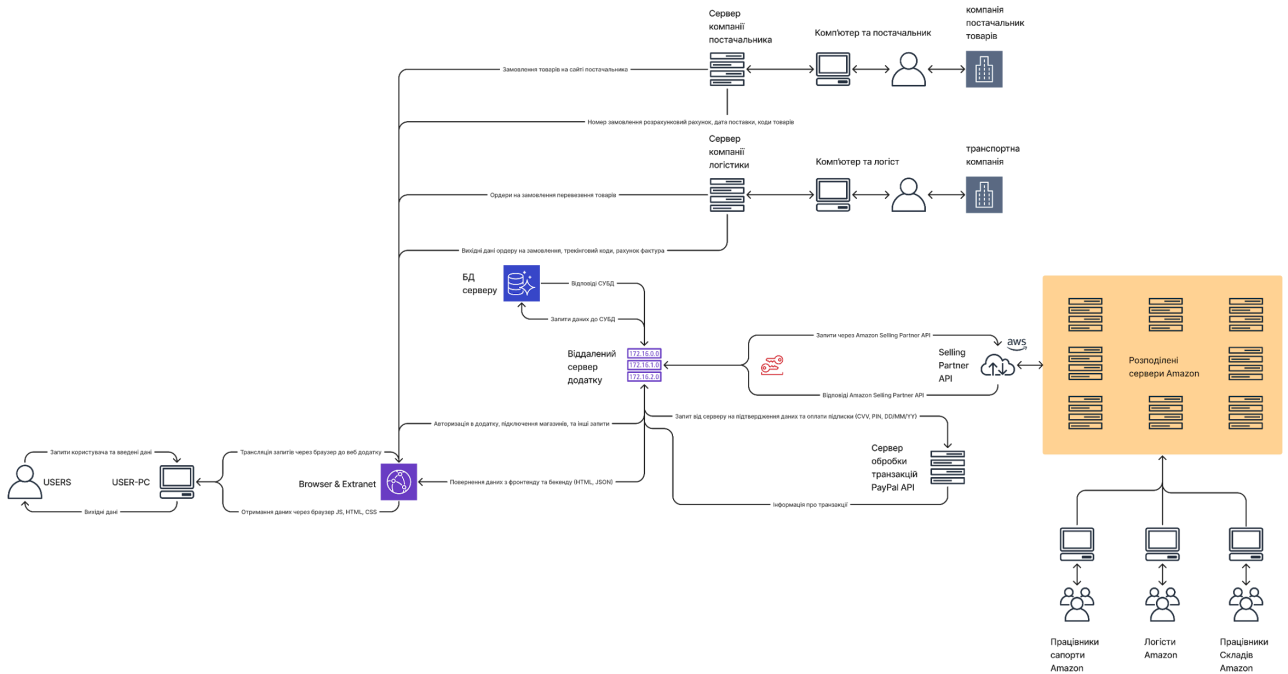 Сервер
компанії
постачальника
Комп'ютер та постачальник
компанія
постачальник
товарів
Замовлення товарів на сайті постачальника
Номер замовлення розрахунковий рахунок, дата поставки, коди товарів
Сервер
компанії
логістики
Комп'ютер та логіст
транспортна
компанія
Ордери на замовлення перевезення товарів
Вихідні дані ордеру на замовлення, трекінговий коди, рахунок фактура
БД
серверу
Відповіді СУБД
Запити даних до СУБД
Віддалений
сервер
додатку
172.16.0.0
172.16.1.0
172.16.2.0
Запити через Amazon Selling Partner API
Відповіді Amazon Selling Partner API
Selling
Partner
API
aws
Розподілені
сервери Amazon
Авторизація в додатку, підключення магазинів, та інші запити
Запит від серверу на підтвердження даних та оплати підписки (CVV, PIN, DD/MM/YY)
Сервер
обробки
транзакцій
PayPal API
Інформація про транзакції
Запити користувача та введені дані
USERS
USER-PC
Вихідні дані
Трансляція запитів через браузер до веб додатку
Отримання даних через браузер JS, HTML, CSS
Browser & Extranet
Повернення даних з фронтенду та бекенду (HTML, JSON)
Працівники
сапорти
Amazon
Логісти
Amazon
Працівники
Складів
Amazon